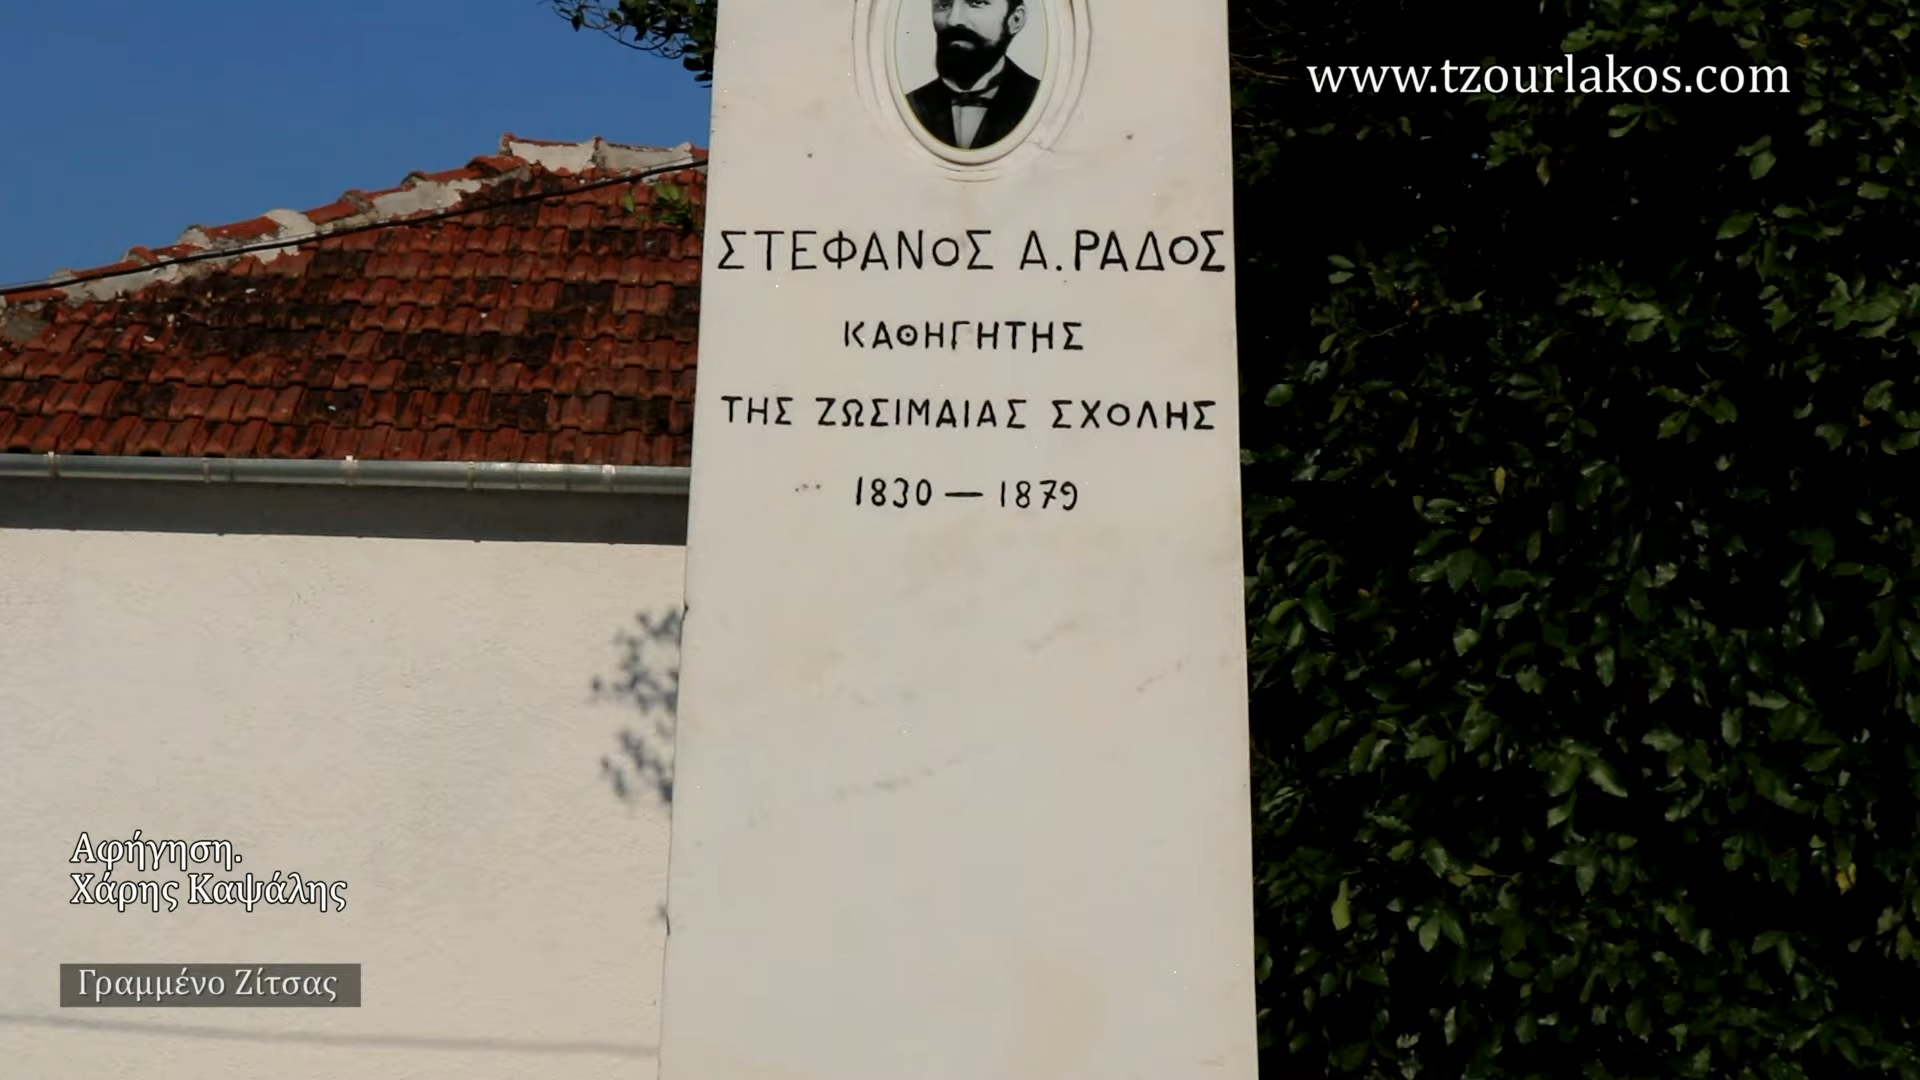 www.tzourlakos.com
ΣΤΕΦΑΝΟΣ Α. ΡΑΔΟΣ
ΚΑΘΗΓΗΤΗΣ
ΤΗΣ ΖΩΣΙΜΑΙΑΣ ΣΧΟΛΗΣ
1830 — 1879
Αφήγηση.
Χάρης Καψάλης
Γραμμένο Ζίτσας